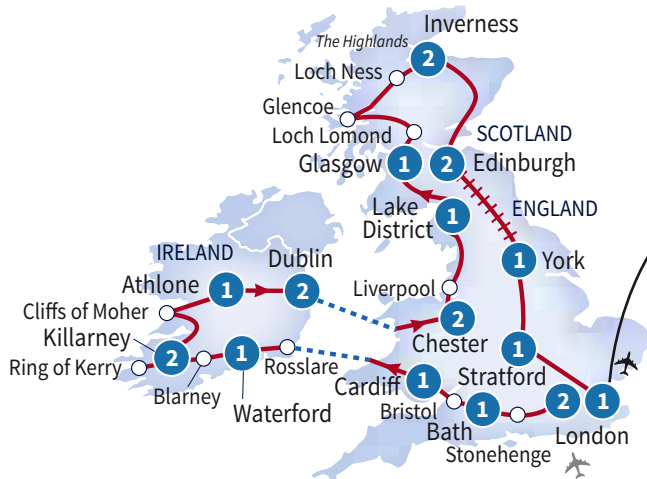 Inverness
The Highlands
2
Loch Ness
Glencoe
Loch Lomond
SCOTLAND
Glasgow
1
2
Edinburgh
ENGLAND
Lake
District
1
IRELAND
Dublin
1
York
Athlone
1
2
Liverpool
Cliffs of Moher
2
Chester
Killarney
2
1
Rosslare
1
Stratford
Ring of Kerry
Blarney
Waterford
Cardiff
1
Bristol
1
Bath
2
1
London
Stonehenge